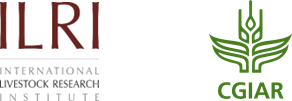 ILRI
INTERNATIONAL
LIVESTOCK RESEARCH
INSTITUTE
CGIAR